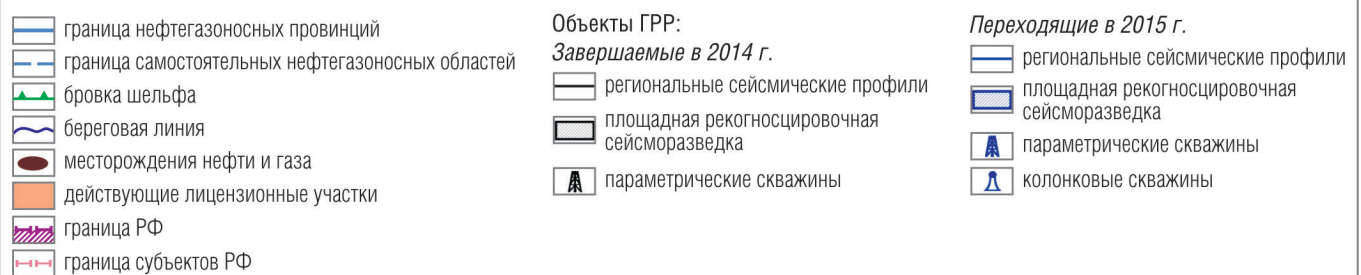 граница нефтегазоносных провинций
граница самостоятельных нефтегазоносных областей
бровка шельфа
береговая линия
месторождения нефти и газа
действующие лицензионные участки
граница РФ
граница субъектов РФ
Объекты ГРР:
Завершаемые в 2014 г.
региональные сейсмические профили
площадная рекогносцировочная
сейсморазведка
параметрические скважины
Переходящие в 2015 г.
региональные сейсмические профили
площадная рекогносцировочная
сейсморазведка
параметрические скважины
колонковые скважины